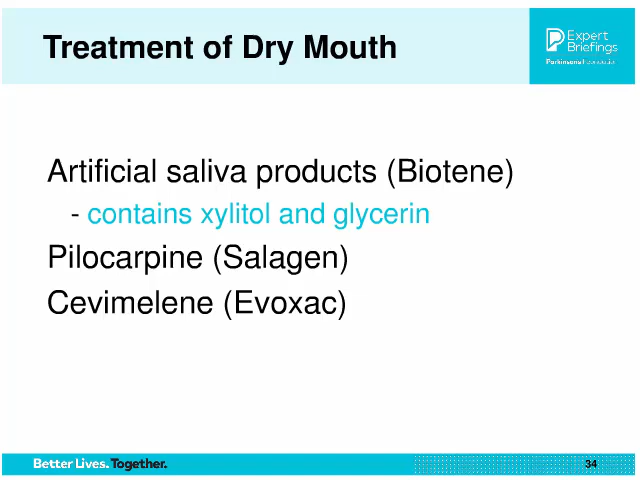 Treatment of Dry Mouth
Expert
Briefings
Parkinson's Foundation
Artificial saliva products (Biotene)
- contains xylitol and glycerin
Pilocarpine (Salagen)
Cevimelene (Evoxac)
Better Lives. Together.
34